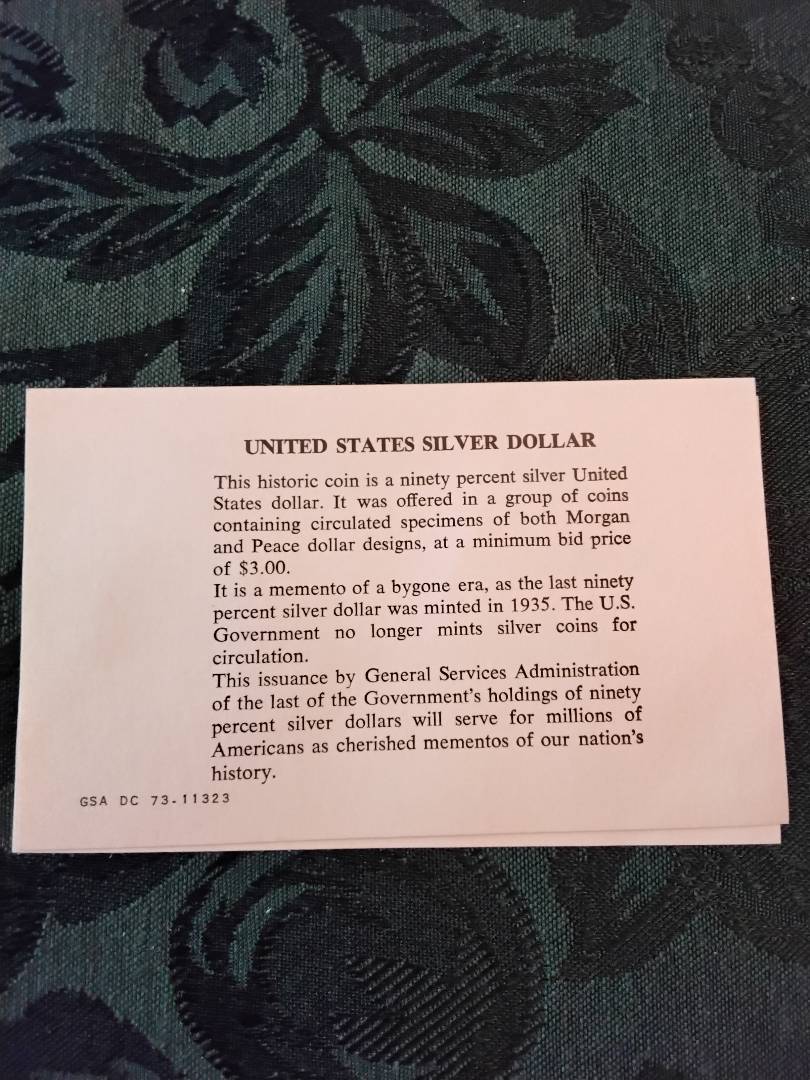 UNITED STATES SILVER DOLLAR
This historic coin is a ninety percent silver United
States dollar. It was offered in a group of coins
containing circulated specimens of both Morgan
and Peace dollar designs, at a minimum bid price
of $3.00.
It is a memento of a bygone era, as the last ninety
percent silver dollar was minted in 1935. The U.S.
Government no longer mints silver coins for
circulation.
This issuance by General Services Administration
of the last of the Government's holdings of ninety
percent silver dollars will serve for millions of
Americans as cherished mementos of our nation's
history.
GSA DC 73-11323